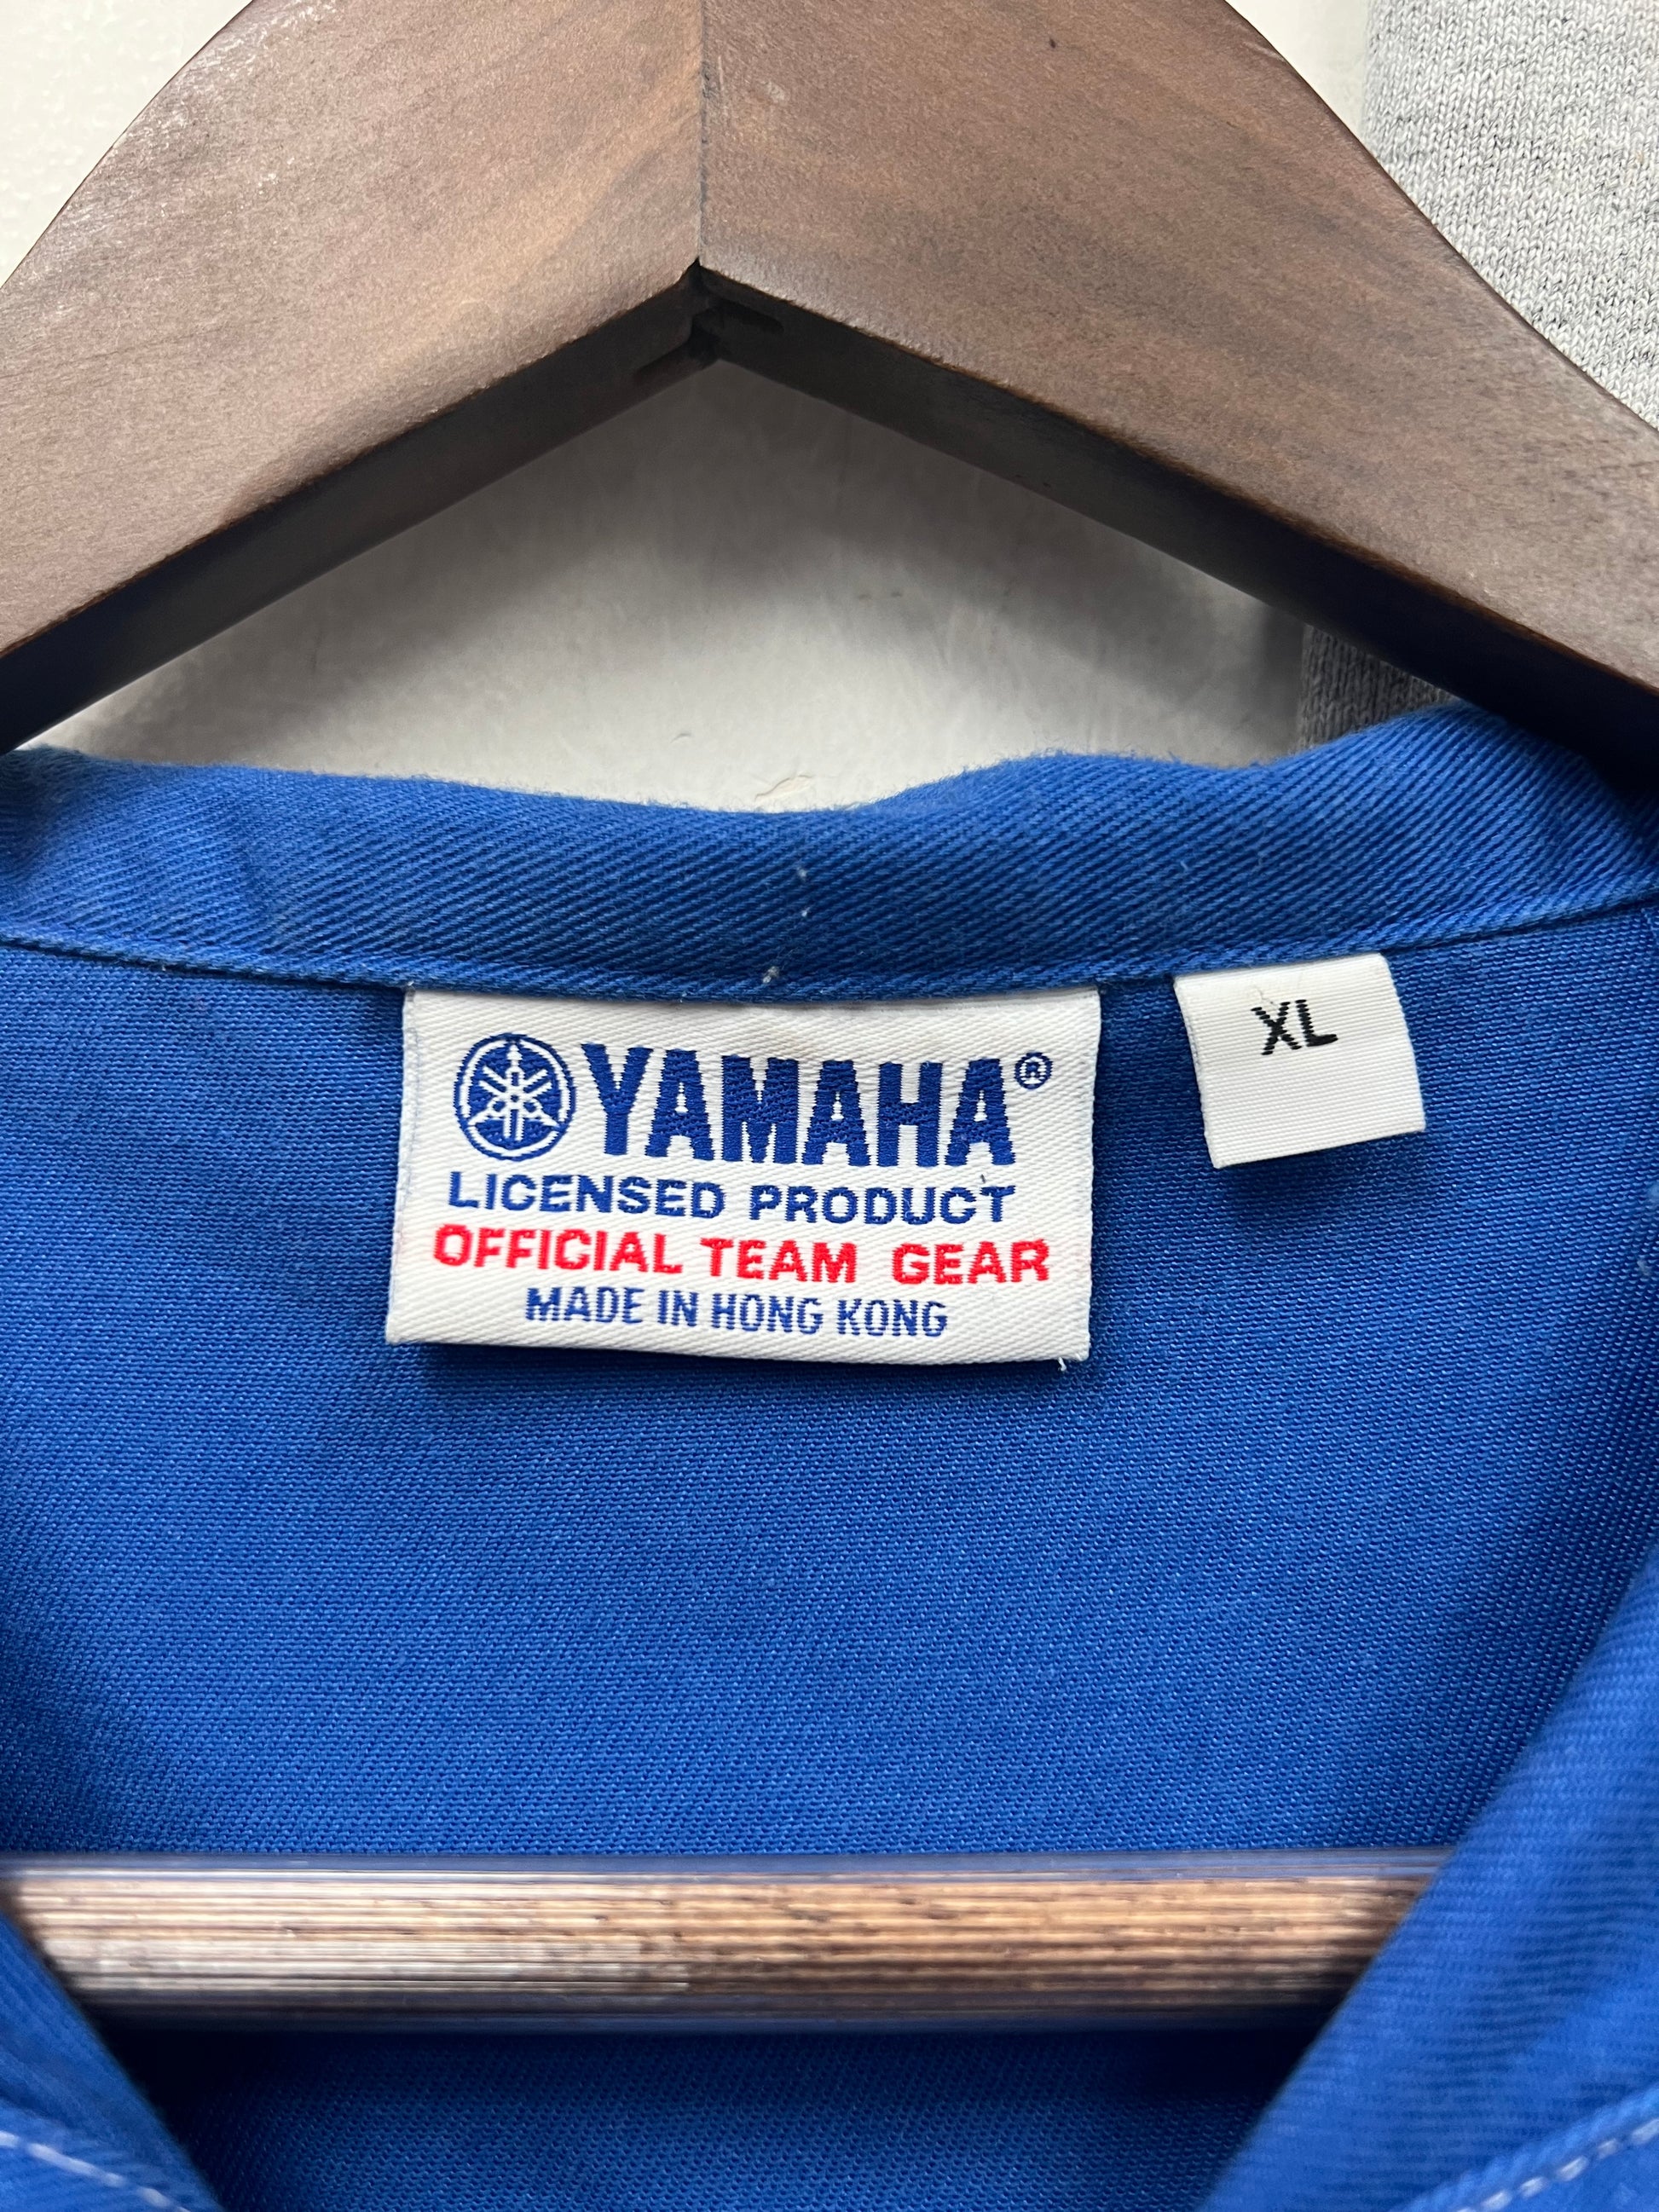 YAMAHA®
LICENSED PRODUCT
OFFICIAL TEAM GEAR
MADE IN HONG KONG
XL